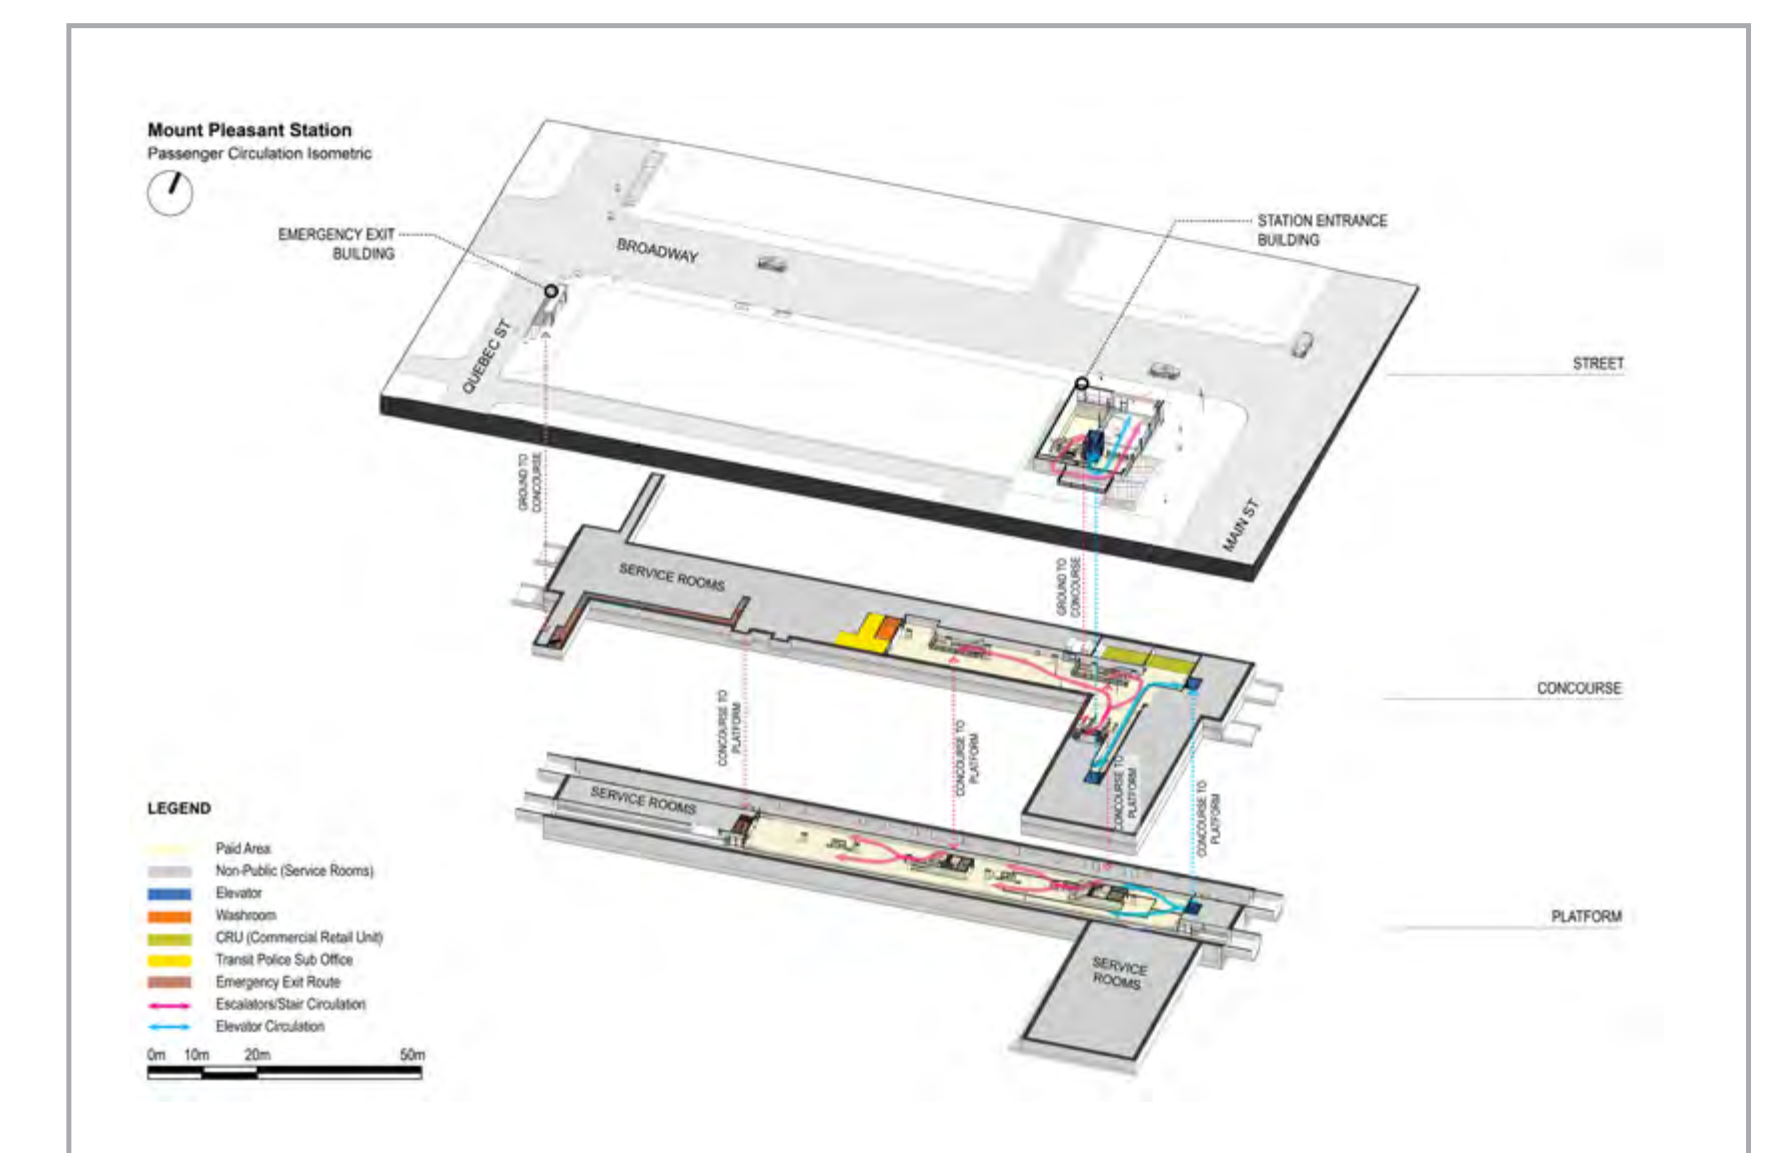 Mount Pleasant Station
Passenger Circulation Isometric
EMERGENCY EXIT
BUILDING
STATION ENTRANCE
BUILDING
BROADWAY
QUEBEC ST
MAIN ST
STREET
GROUND TO
CONCOURSE
GROUND TO
CONCOURSE
SERVICE ROOMS
CONCOURSE
CONCOURSE TO
PLATFORM
CONCOURSE TO
PLATFORM
CONCOURSE TO
PLATFORM
CONCOURSE TO
PLATFORM
SERVICE ROOMS
PLATFORM
SERVICE
ROOMS
LEGEND
Paid Area
Non-Public (Service Rooms)
Elevator
Washroom
CRU (Commercial Retail Unit)
Transit Police Sub Office
Emergency Exit Route
Escalators/Stair Circulation
Elevator Circulation
0m 10m 20m 50m